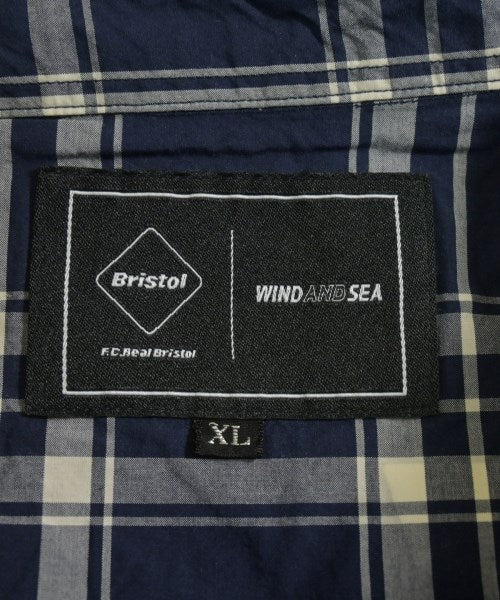 Bristol
F.C.Real Bristol
WIND AND SEA
XL